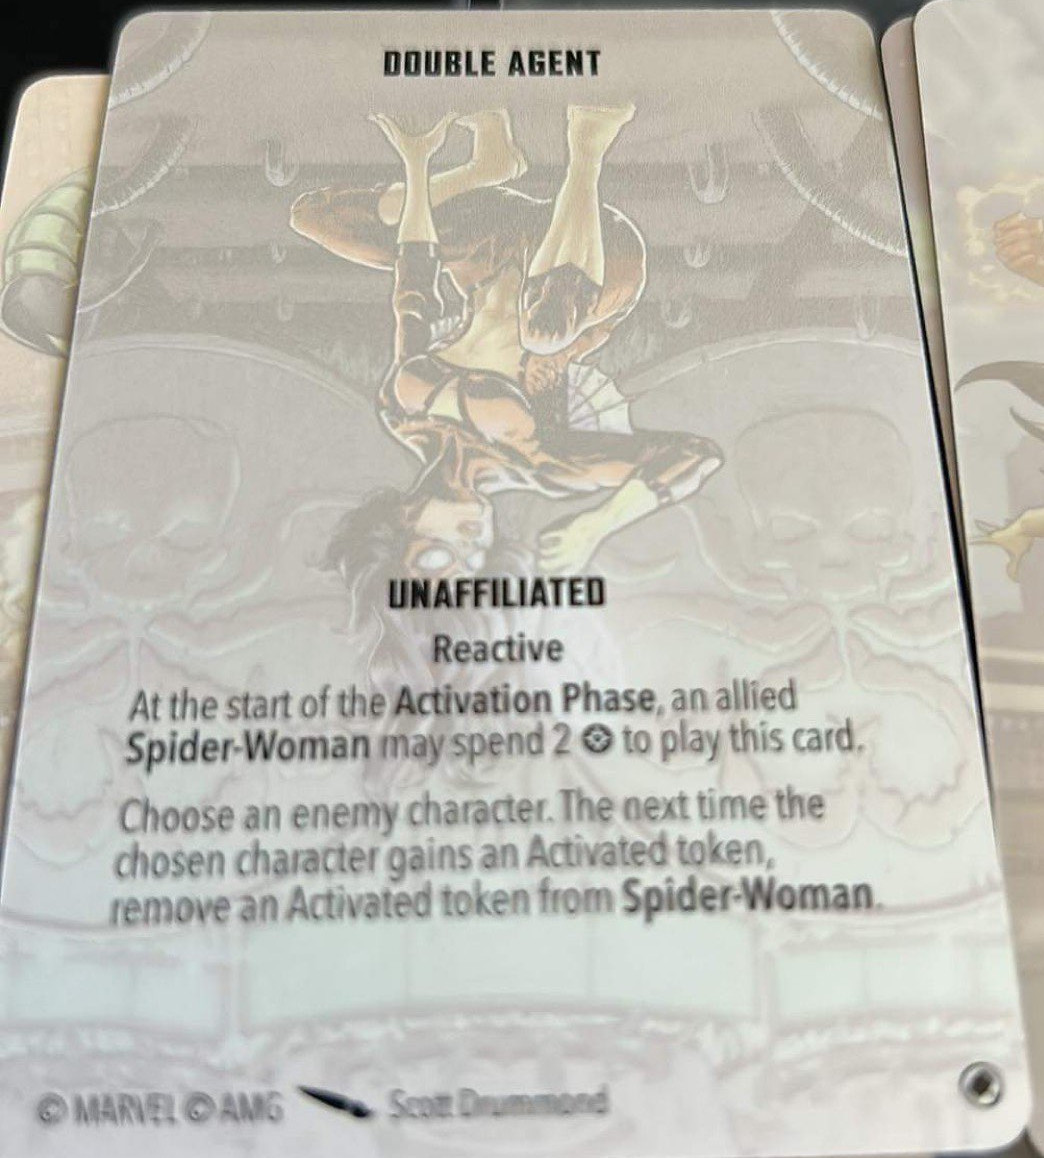 DOUBLE AGENT
UNAFFILIATED
Reactive
At the start of the Activation Phase, an allied
Spider-Woman may spend 2 to play this card.
Choose an enemy character. The next time the
chosen character gains an Activated token,
remove an Activated token from Spider-Woman.
© MARVEL © AMG Scott Drummond